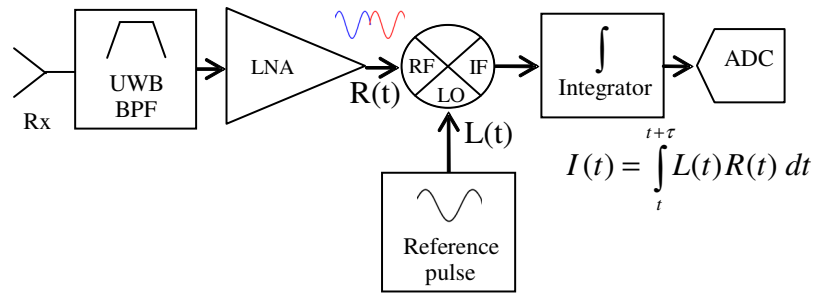 Rx
UWB
BPF
LNA
R(t)
RF
IF
LO
L(t)
Reference
pulse
∫
Integrator
ADC
I(t) = ∫_t^{t+τ} L(t)R(t) dt